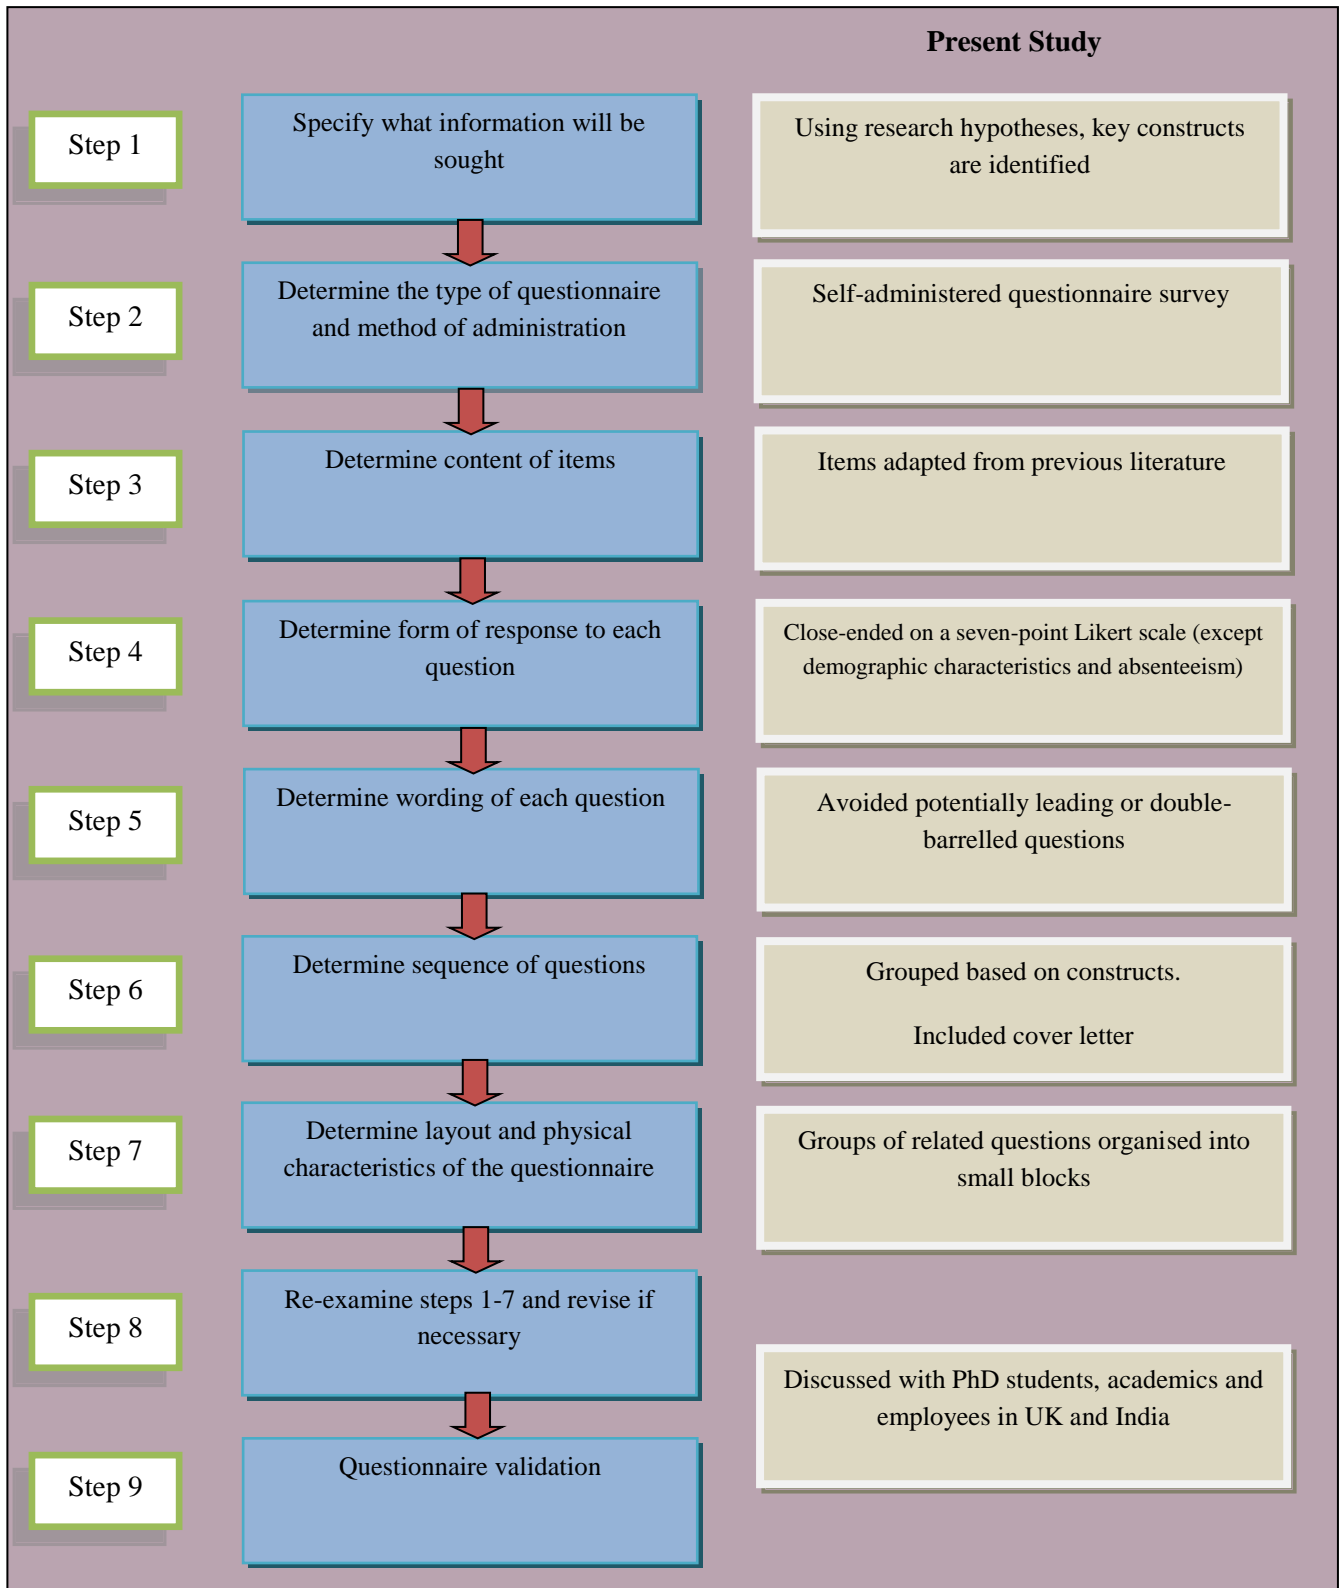 Present Study
Step 1
Specify what information will be
sought
Using research hypotheses, key constructs
are identified
Step 2
Determine the type of questionnaire
and method of administration
Self-administered questionnaire survey
Step 3
Determine content of items
Items adapted from previous literature
Step 4
Determine form of response to each
question
Close-ended on a seven-point Likert scale (except
demographic characteristics and absenteeism)
Step 5
Determine wording of each question
Avoided potentially leading or double-
barrelled questions
Step 6
Determine sequence of questions
Grouped based on constructs.
Included cover letter
Step 7
Determine layout and physical
characteristics of the questionnaire
Groups of related questions organised into
small blocks
Step 8
Re-examine steps 1-7 and revise if
necessary
Discussed with PhD students, academics and
employees in UK and India
Step 9
Questionnaire validation